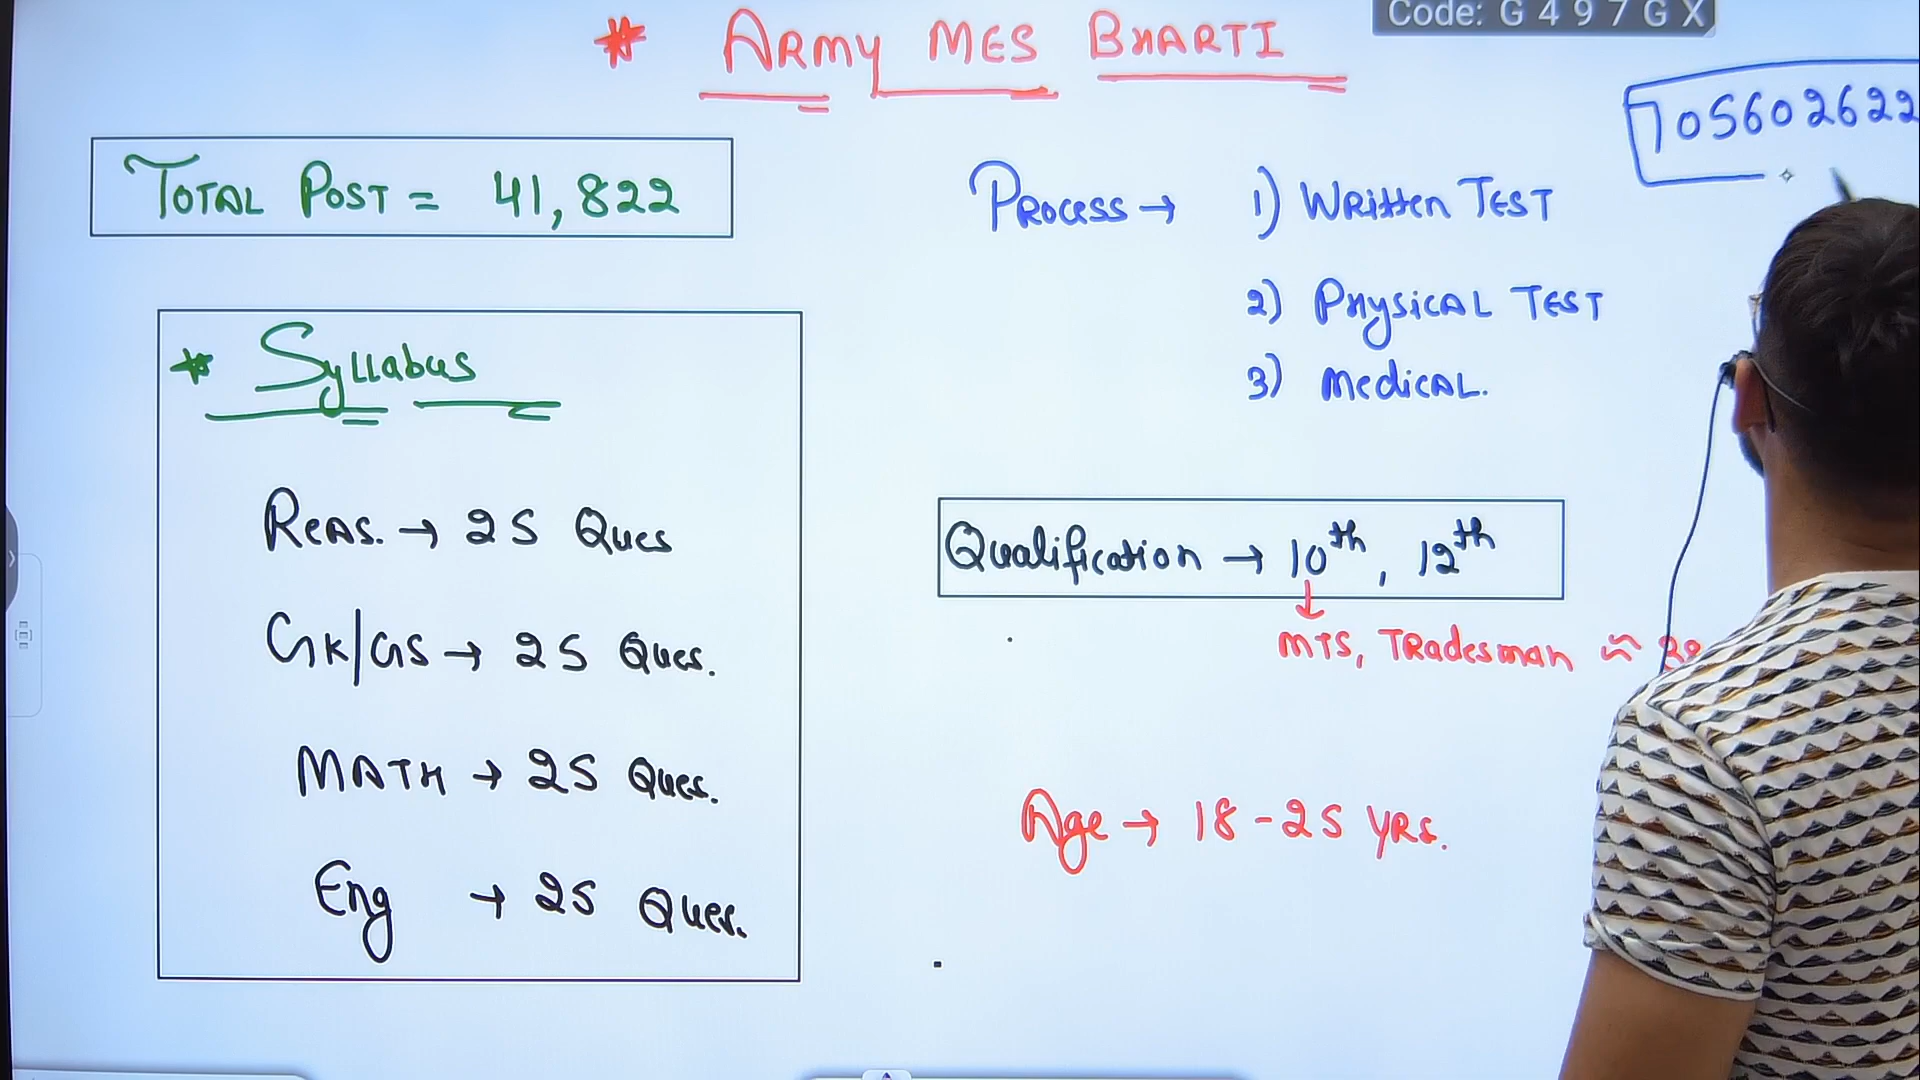 Code: G 4 9 7 G X
* ARMY MES BHARTI
705602622
TOTAL POST = 41,822
PROCESS → 1) WRITTEN TEST
2) PHYSICAL TEST
3) MEDICAL.
* Syllabus
REAS. → 25 Ques
GK/GS → 25 Ques.
MATH → 25 Ques.
Eng → 25 Ques.
Qualification → 10th, 12th
MTS, TRadesman
Age → 18-25 YRS.